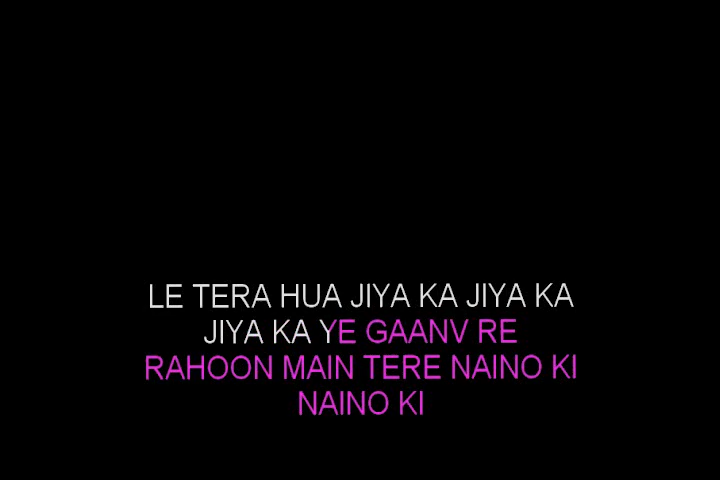 LE TERA HUA JIYA KA JIYA KA
JIYA KA YE GAANV RE
RAHOON MAIN TERE NAINO KI
NAINO KI